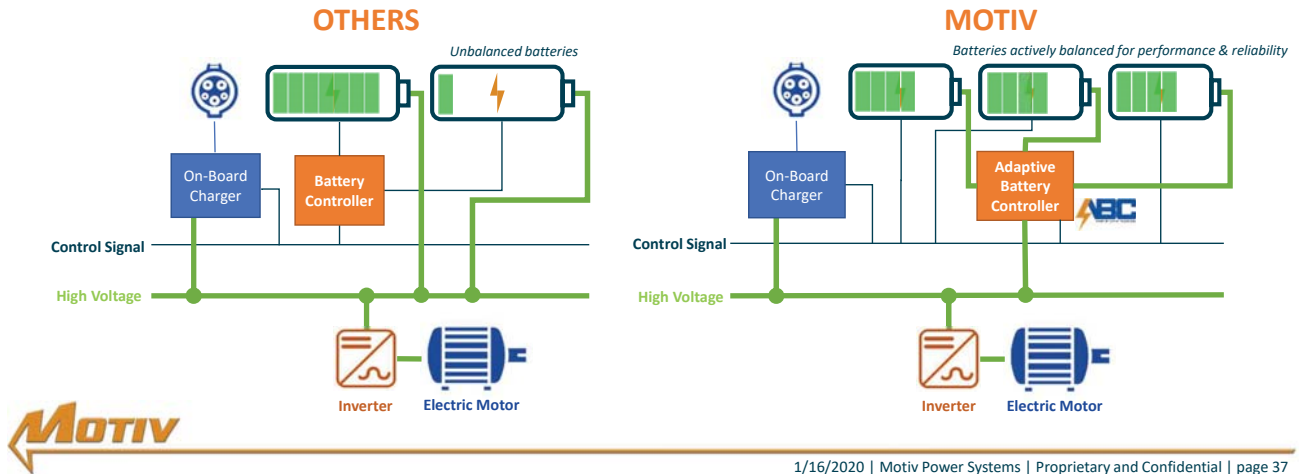 OTHERS
Unbalanced batteries
On-Board
Charger
Battery
Controller
Control Signal
High Voltage
Inverter
Electric Motor
MOTIV
Batteries actively balanced for performance & reliability
On-Board
Charger
Adaptive
Battery
Controller
ABC
Control Signal
High Voltage
Inverter
Electric Motor
MOTIV
1/16/2020 | Motiv Power Systems | Proprietary and Confidential | page 37